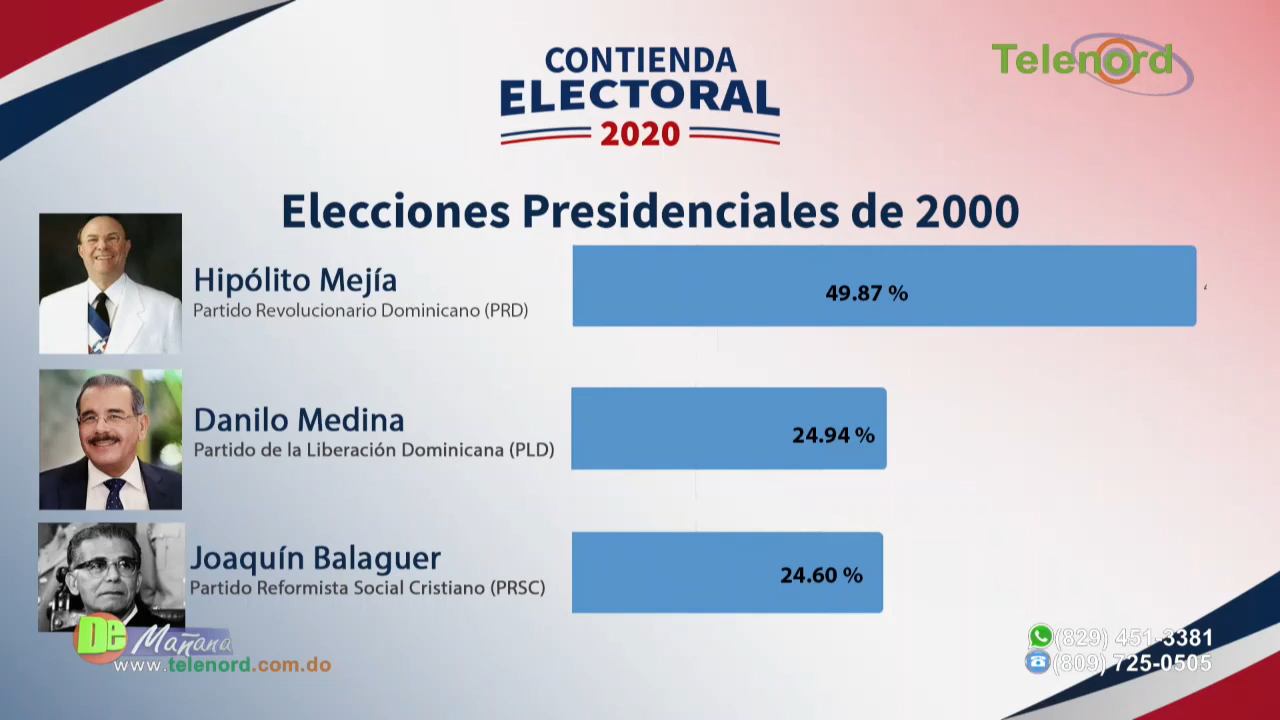 CONTIENDA
ELECTORAL
2020
Telenord
Elecciones Presidenciales de 2000
Hipólito Mejía
Partido Revolucionario Dominicano (PRD)
49.87 %
Danilo Medina
Partido de la Liberación Dominicana (PLD)
24.94 %
Joaquín Balaguer
Partido Reformista Social Cristiano (PRSC)
24.60 %
De Mañana
www.telenord.com.do
(829) 451-3381
(809) 725-0505